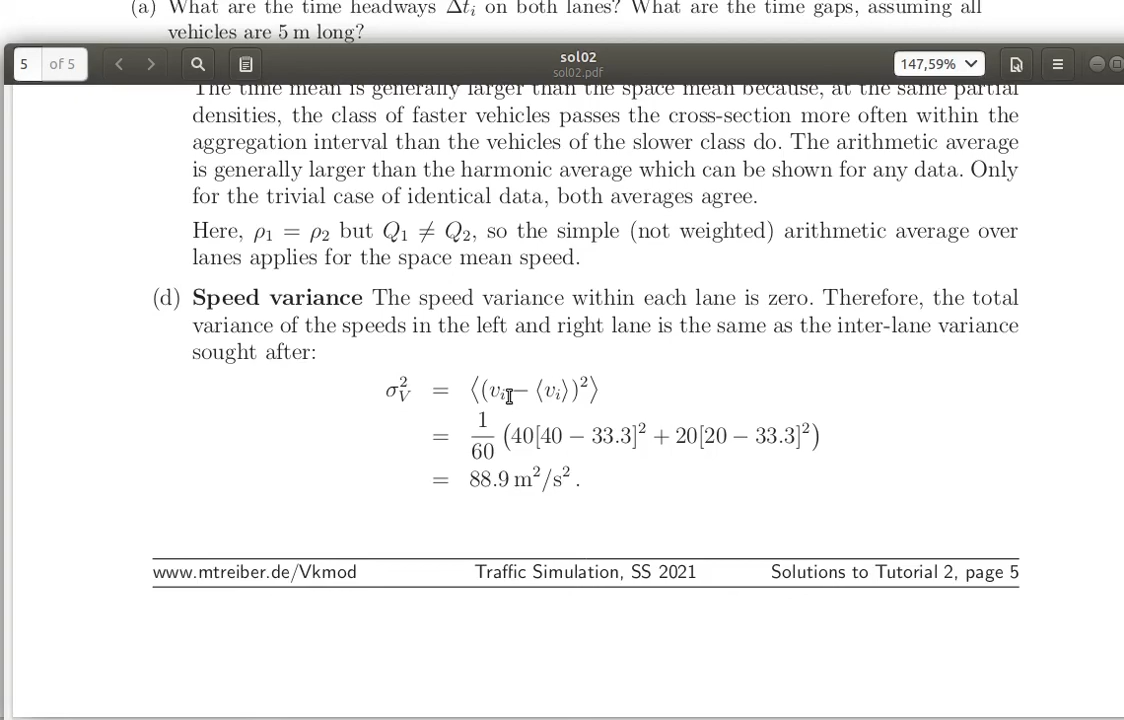 (a) What are the time headways Δtᵢ on both lanes? What are the time gaps, assuming all
vehicles are 5 m long?
5 of 5
sol02
sol02.pdf
147,59%
The time mean is generally larger than the space mean because, at the same partial
densities, the class of faster vehicles passes the cross-section more often within the
aggregation interval than the vehicles of the slower class do. The arithmetic average
is generally larger than the harmonic average which can be shown for any data. Only
for the trivial case of identical data, both averages agree.
Here, ρ₁ = ρ₂ but Q₁ ≠ Q₂, so the simple (not weighted) arithmetic average over
lanes applies for the space mean speed.
(d) Speed variance The speed variance within each lane is zero. Therefore, the total
variance of the speeds in the left and right lane is the same as the inter-lane variance
sought after:
σ²_V = ⟨(vᵢ − ⟨vᵢ⟩)²⟩
= 1/60 (40[40 − 33.3]² + 20[20 − 33.3]²)
= 88.9 m²/s².
www.mtreiber.de/Vkmod Traffic Simulation, SS 2021 Solutions to Tutorial 2, page 5